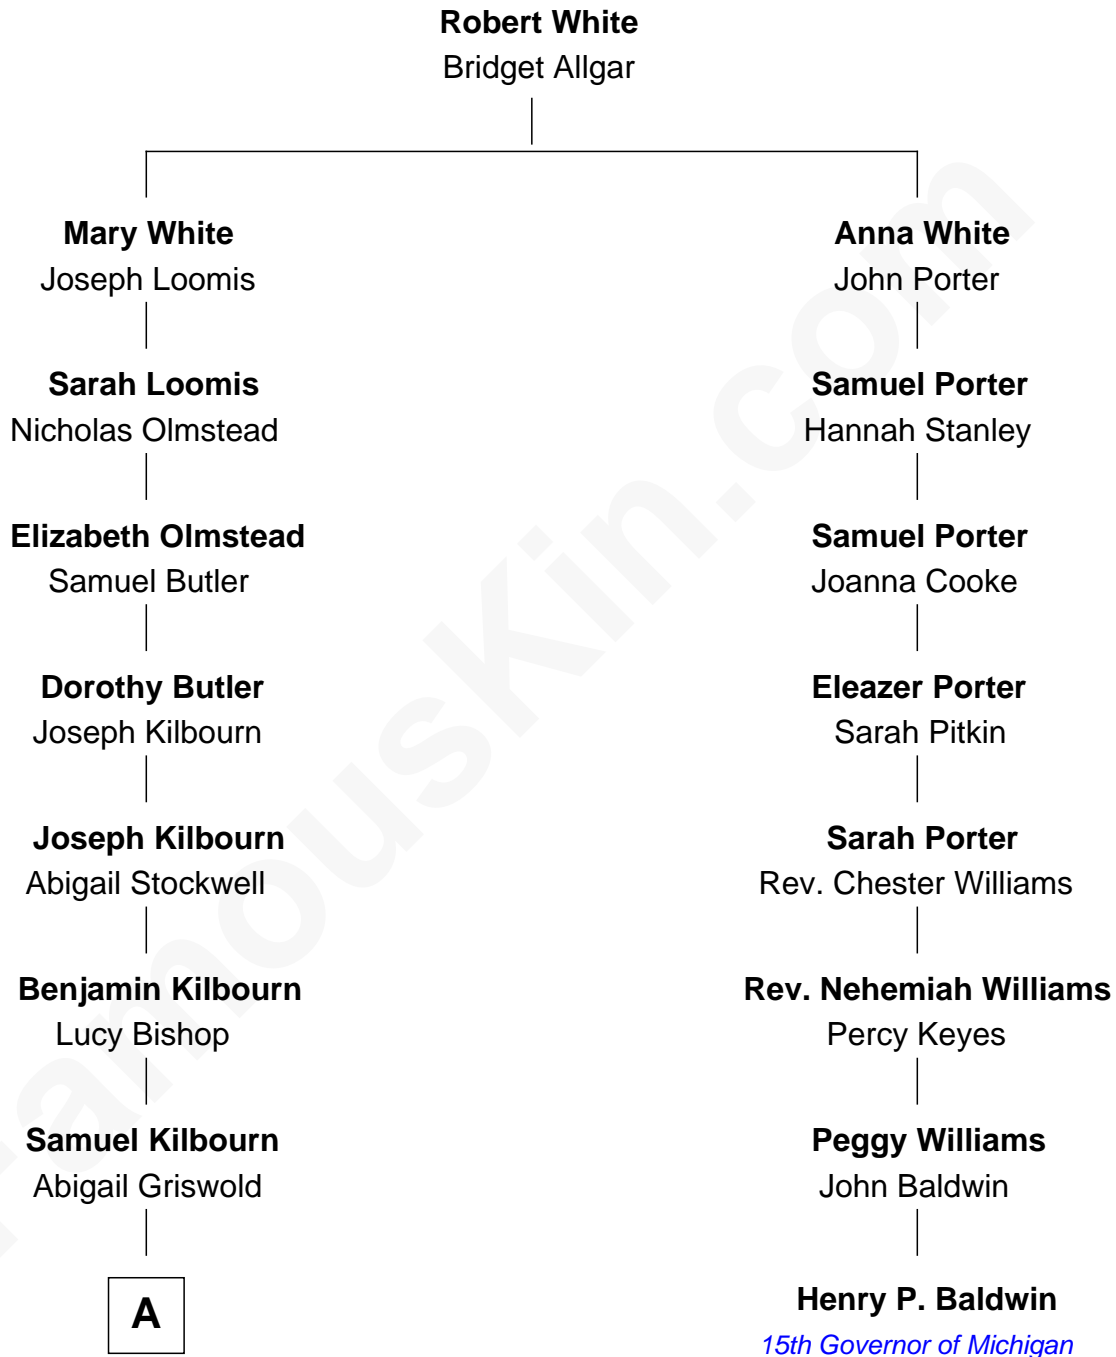 Robert White
Bridget Allgar
Mary White
Joseph Loomis
Anna White
John Porter
Sarah Loomis
Nicholas Olmstead
Samuel Porter
Hannah Stanley
Elizabeth Olmstead
Samuel Butler
Samuel Porter
Joanna Cooke
Dorothy Butler
Joseph Kilbourn
Eleazer Porter
Sarah Pitkin
Joseph Kilbourn
Abigail Stockwell
Sarah Porter
Rev. Chester Williams
Benjamin Kilbourn
Lucy Bishop
Rev. Nehemiah Williams
Percy Keyes
Samuel Kilbourn
Abigail Griswold
Peggy Williams
John Baldwin
A
Henry P. Baldwin
15th Governor of Michigan
FamousKin.com